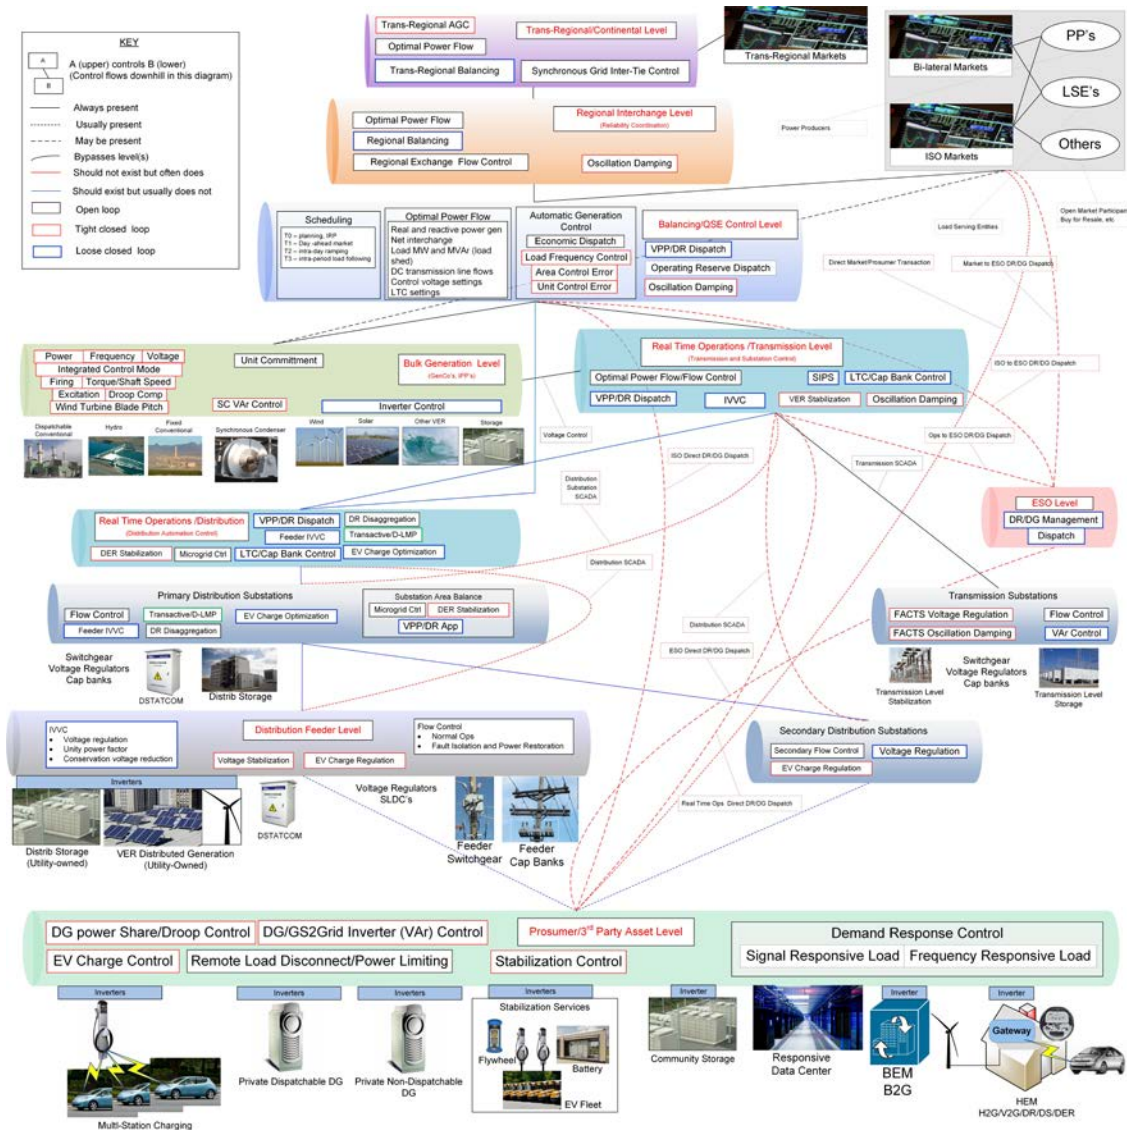 KEY
A
B
A (upper) controls B (lower)
(Control flows downhill in this diagram)
Always present
Usually present
May be present
Bypasses level(s)
Should not exist but often does
Should exist but usually does not
Open loop
Tight closed loop
Loose closed loop
Trans-Regional AGC
Trans-Regional/Continental Level
Optimal Power Flow
Trans-Regional Balancing
Synchronous Grid Inter-Tie Control
Trans-Regional Markets
Bi-lateral Markets
ISO Markets
PP's
LSE's
Others
Optimal Power Flow
Regional Interchange Level
(Reliability Coordination)
Regional Balancing
Regional Exchange Flow Control
Oscillation Damping
Power Producers
Load Serving Entities
Open Market Participant
Buy for Resale, etc
Scheduling
T0 – planning, IRP
T1 – Day -ahead market
T2 – intra-day ramping
T3 – intra-period load following
Optimal Power Flow
Real and reactive power gen
Net interchange
Load MW and MVAr (load
shed)
DC transmission line flows
Control voltage settings
LTC settings
Automatic Generation
Control
Economic Dispatch
Load Frequency Control
Area Control Error
Unit Control Error
Balancing/QSE Control Level
VPP/DR Dispatch
Operating Reserve Dispatch
Oscillation Damping
Direct Market/Prosumer Transaction
Market to ESO DR/DG Dispatch
Power
Frequency
Voltage
Integrated Control Mode
Firing
Torque/Shaft Speed
Excitation
Droop Comp
Wind Turbine Blade Pitch
Unit Commitment
Bulk Generation Level
(GenCo's, IPP's)
SC VAr Control
Inverter Control
Dispatchable
Conventional
Hydro
Fixed
Conventional
Synchronous Condenser
Wind
Solar
Other VER
Storage
Real Time Operations /Transmission Level
(Transmission and Substation Control)
Optimal Power Flow/Flow Control
SIPS
LTC/Cap Bank Control
VPP/DR Dispatch
IVVC
VER Stabilization
Oscillation Damping
ISO to ESO DR/DG Dispatch
Voltage Control
ISO Direct DR/DG Dispatch
Ops to ESO DR/DG Dispatch
Transmission SCADA
Distribution
Substation
SCADA
ESO Level
DR/DG Management
Dispatch
Real Time Operations /Distribution
(Distribution Automation Control)
VPP/DR Dispatch
DR Disaggregation
Feeder IVVC
Transactive/D-LMP
DER Stabilization
Microgrid Ctrl
LTC/Cap Bank Control
EV Charge Optimization
Distribution SCADA
Primary Distribution Substations
Flow Control
Transactive/D-LMP
EV Charge Optimization
Feeder IVVC
DR Disaggregation
Substation Area Balance
Microgrid Ctrl
DER Stabilization
VPP/DR App
Switchgear
Voltage Regulators
Cap banks
DSTATCOM
Distrib Storage
Distribution SCADA
ESO Direct DR/DG Dispatch
Transmission Substations
FACTS Voltage Regulation
Flow Control
FACTS Oscillation Damping
VAr Control
Transmission Level
Stabilization
Switchgear
Voltage Regulators
Cap banks
Transmission Level
Storage
IVVC
Voltage regulation
Unity power factor
Conservation voltage reduction
Distribution Feeder Level
Voltage Stabilization
EV Charge Regulation
Flow Control
Normal Ops
Fault Isolation and Power Restoration
Secondary Distribution Substations
Secondary Flow Control
Voltage Regulation
EV Charge Regulation
Inverters
Distrib Storage
(Utility-owned)
VER Distributed Generation
(Utility-Owned)
DSTATCOM
Voltage Regulators
SLDC's
Feeder
Switchgear
Feeder
Cap Banks
Real Time Ops Direct DR/DG Dispatch
DG power Share/Droop Control
DG/GS2Grid Inverter (VAr) Control
Prosumer/3rd Party Asset Level
Demand Response Control
Signal Responsive Load
Frequency Responsive Load
EV Charge Control
Remote Load Disconnect/Power Limiting
Stabilization Control
Inverters
Inverters
Inverters
Inverters
Inverter
Inverter
Inverter
Multi-Station Charging
Private Dispatchable DG
Private Non-Dispatchable
DG
Stabilization Services
Flywheel
Battery
EV Fleet
Community Storage
Responsive
Data Center
BEM
B2G
Gateway
HEM
H2G/V2G/DR/DS/DER